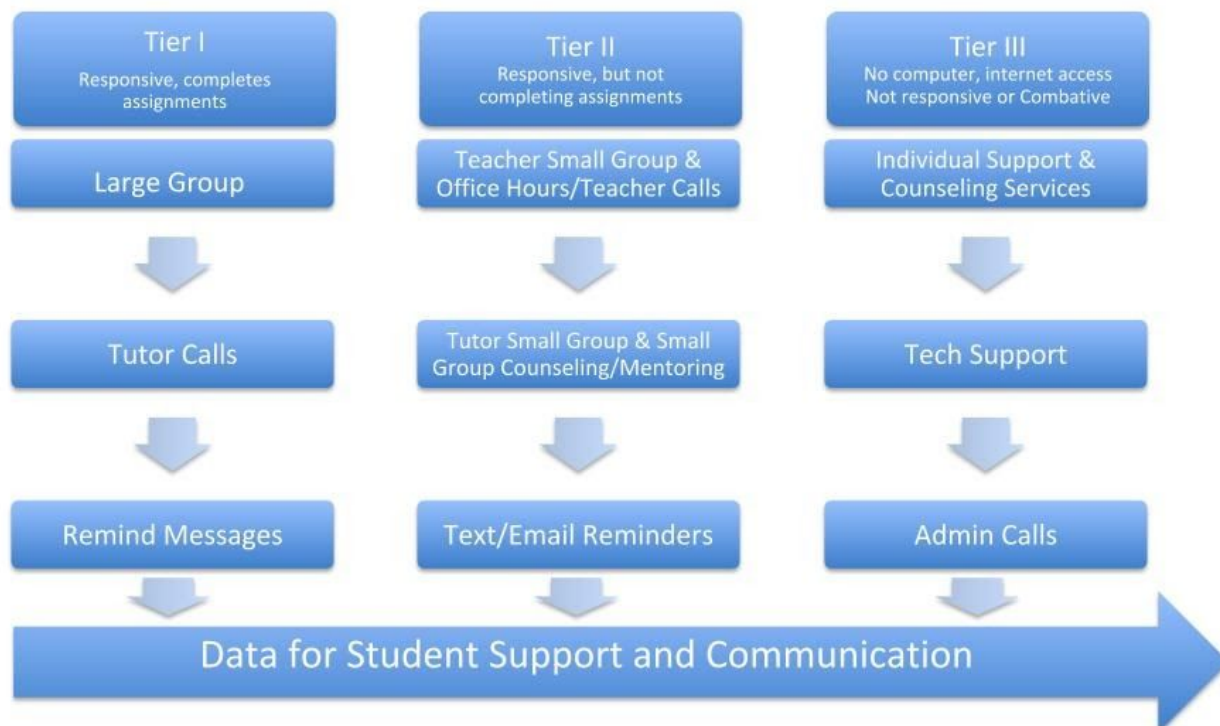 Tier I
Responsive, completes
assignments
Large Group
Tutor Calls
Remind Messages
Tier II
Responsive, but not
completing assignments
Teacher Small Group &
Office Hours/Teacher Calls
Tutor Small Group & Small
Group Counseling/Mentoring
Text/Email Reminders
Tier III
No computer, internet access
Not responsive or Combative
Individual Support &
Counseling Services
Tech Support
Admin Calls
Data for Student Support and Communication